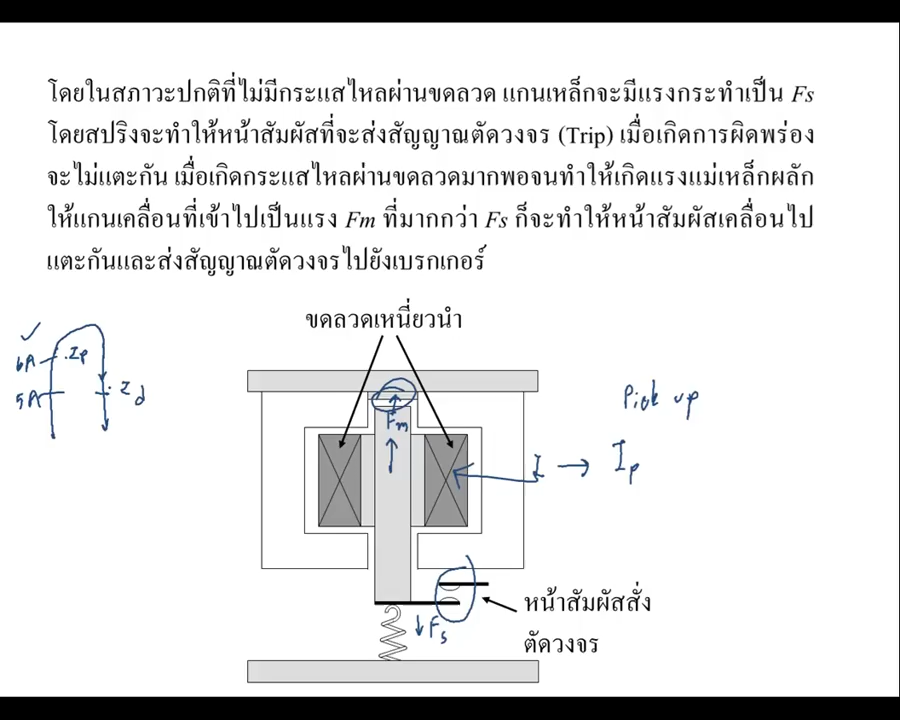 โดยในสภาวะปกติที่ไม่มีกระแสไหลผ่านขดลวด แกนเหล็กจะมีแรงกระทำเป็น Fs
โดยสปริงจะทำให้หน้าสัมผัสที่จะส่งสัญญาณตัดวงจร (Trip) เมื่อเกิดการผิดพร่อง
จะไม่แตะกัน เมื่อเกิดกระแสไหลผ่านขดลวดมากพอจนทำให้เกิดแรงแม่เหล็กผลัก
ให้แกนเคลื่อนที่เข้าไปเป็นแรง Fm ที่มากกว่า Fs ก็จะทำให้หน้าสัมผัสเคลื่อนไป
แตะกันและส่งสัญญาณตัดวงจรไปยังเบรกเกอร์
ขดลวดเหนี่ยวนำ
6A
Ip
5A
Id
Fm
Pick up
I → Ip
หน้าสัมผัสสั่ง
ตัดวงจร
Fs